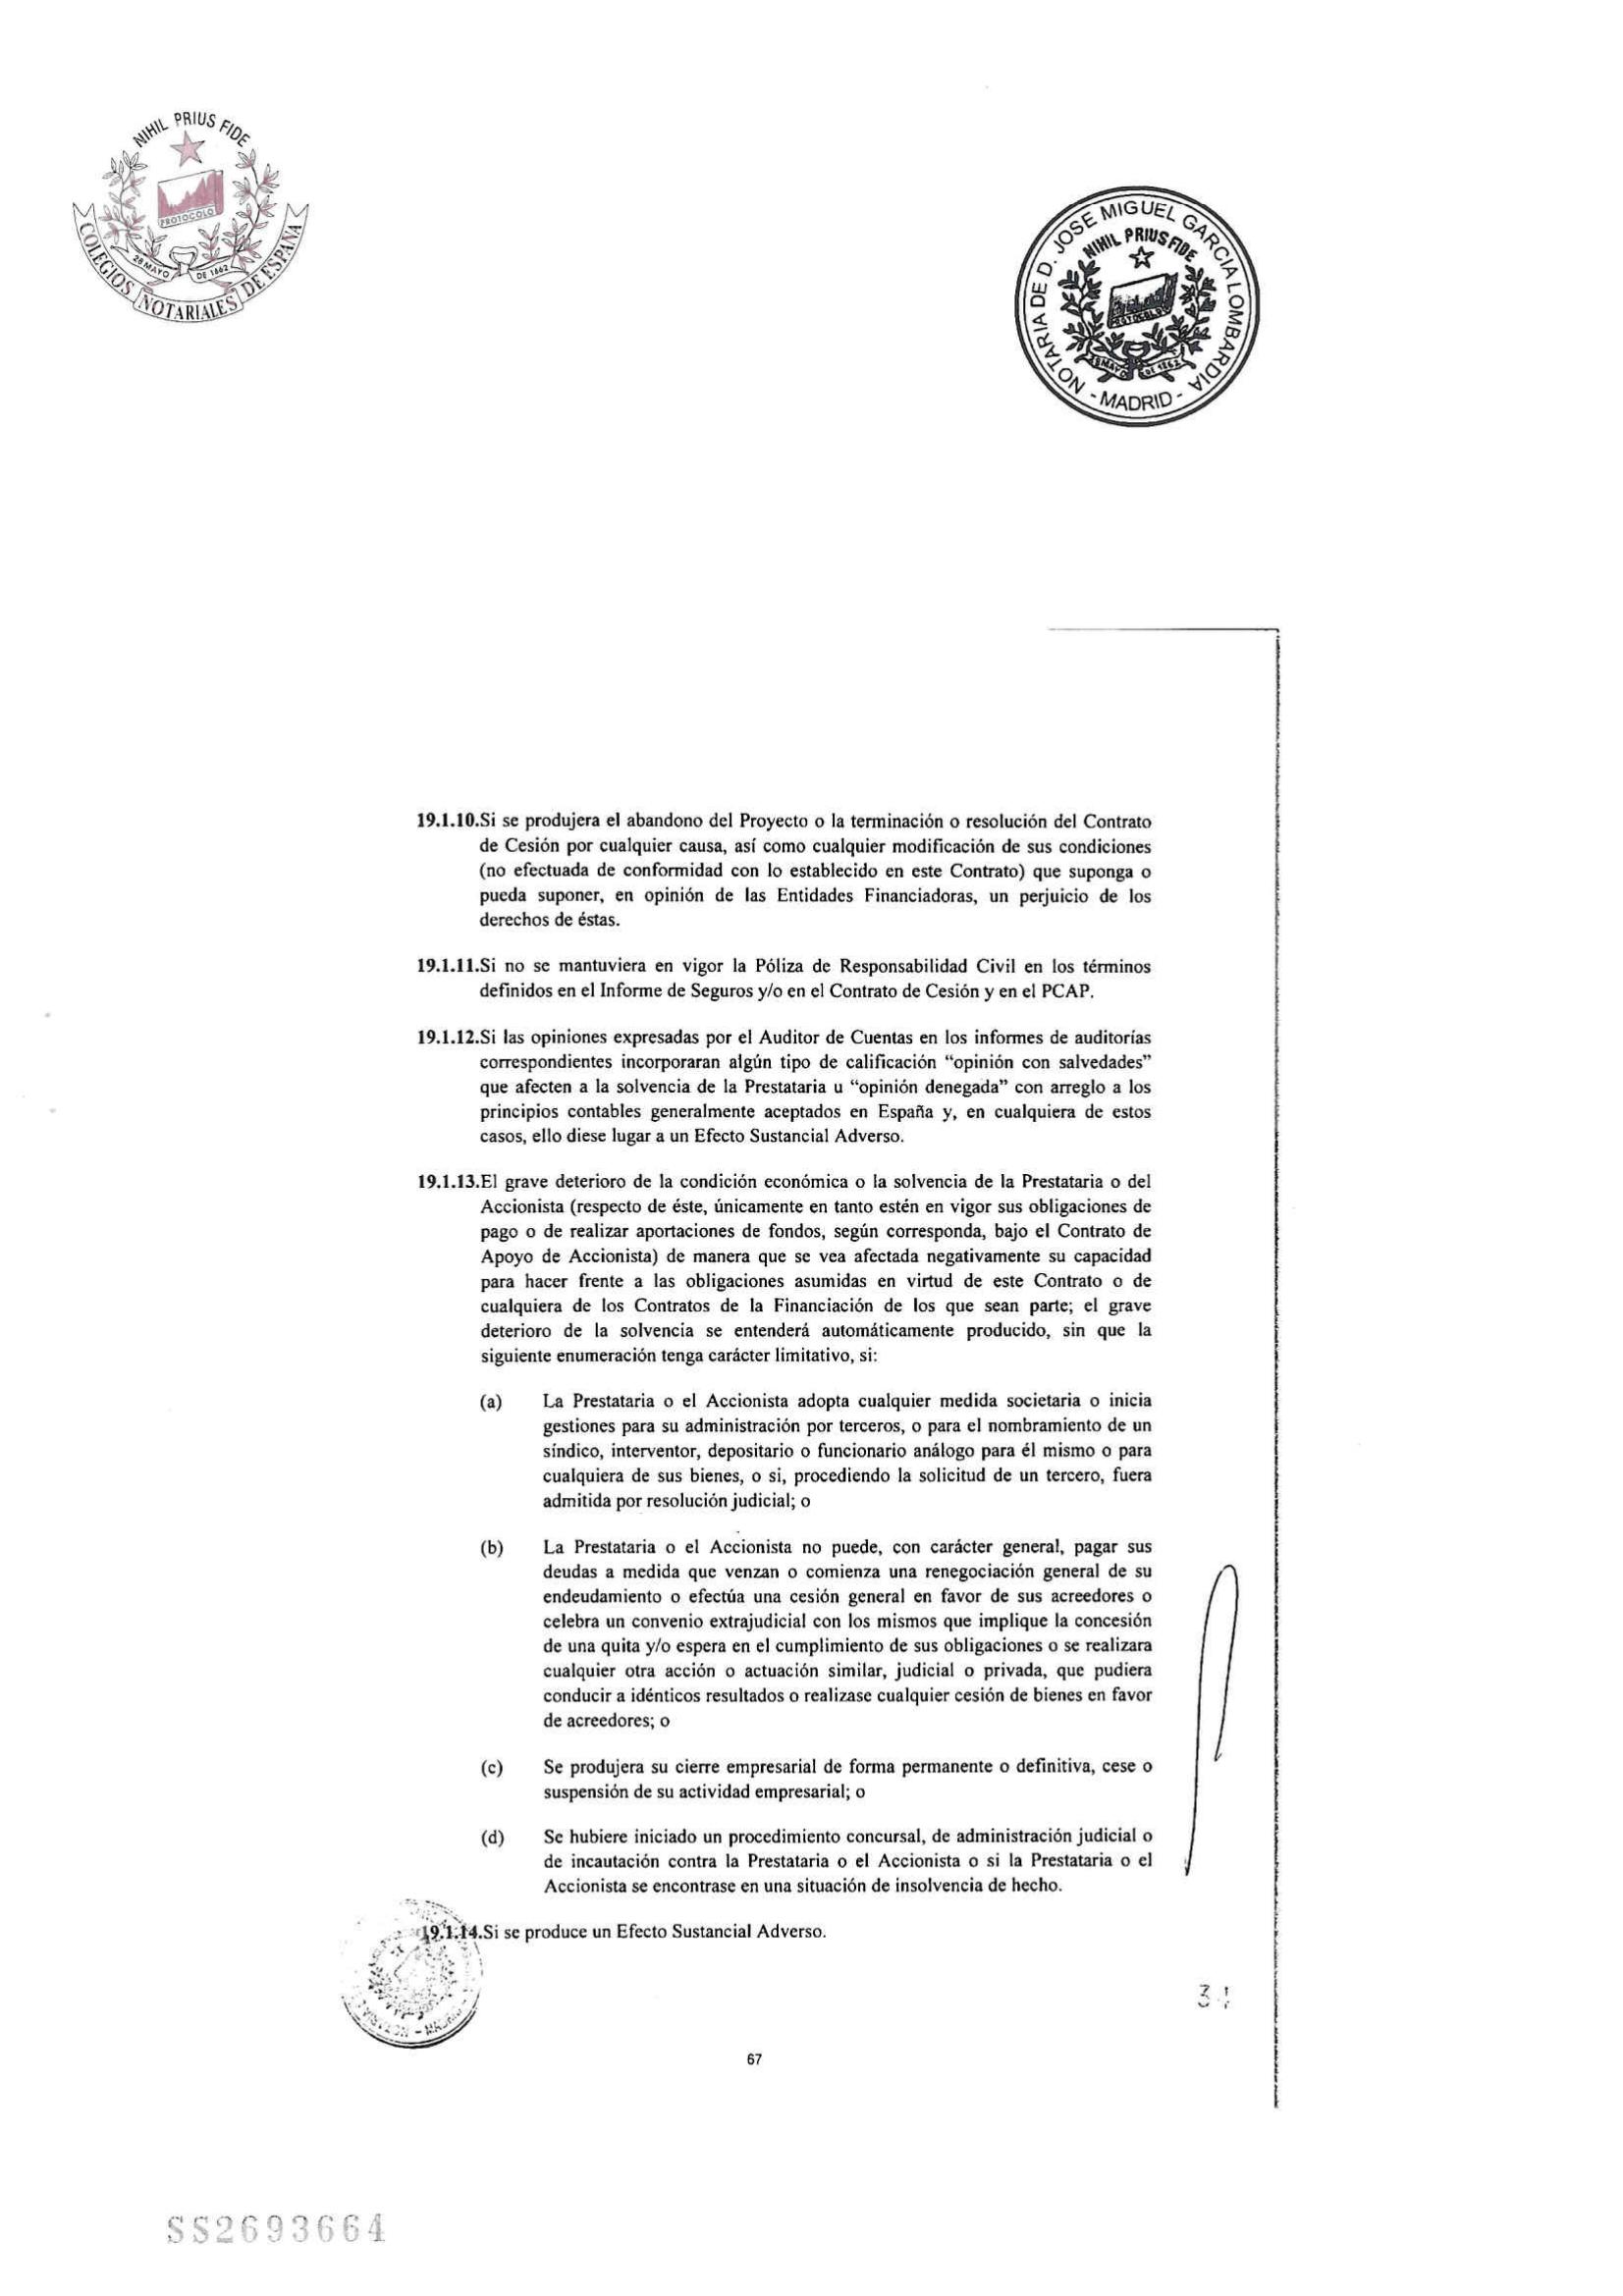 NIHIL PRIUS FIDE
PROTOCOLO
28 MAYO DE 1862
COLEGIOS NOTARIALES DE ESPAÑA
NOTARIA DE D. JOSE MIGUEL GARCIA LOMBARDIA
NIHIL PRIUS FIDE
PROTOCOLO
28 MAYO DE 1862
- MADRID -
19.1.10.Si se produjera el abandono del Proyecto o la terminación o resolución del Contrato
de Cesión por cualquier causa, así como cualquier modificación de sus condiciones
(no efectuada de conformidad con lo establecido en este Contrato) que suponga o
pueda suponer, en opinión de las Entidades Financiadoras, un perjuicio de los
derechos de éstas.
19.1.11.Si no se mantuviera en vigor la Póliza de Responsabilidad Civil en los términos
definidos en el Informe de Seguros y/o en el Contrato de Cesión y en el PCAP.
19.1.12.Si las opiniones expresadas por el Auditor de Cuentas en los informes de auditorías
correspondientes incorporaran algún tipo de calificación “opinión con salvedades”
que afecten a la solvencia de la Prestataria u “opinión denegada” con arreglo a los
principios contables generalmente aceptados en España y, en cualquiera de estos
casos, ello diese lugar a un Efecto Sustancial Adverso.
19.1.13.El grave deterioro de la condición económica o la solvencia de la Prestataria o del
Accionista (respecto de éste, únicamente en tanto estén en vigor sus obligaciones de
pago o de realizar aportaciones de fondos, según corresponda, bajo el Contrato de
Apoyo de Accionista) de manera que se vea afectada negativamente su capacidad
para hacer frente a las obligaciones asumidas en virtud de este Contrato o de
cualquiera de los Contratos de la Financiación de los que sean parte; el grave
deterioro de la solvencia se entenderá automáticamente producido, sin que la
siguiente enumeración tenga carácter limitativo, si:
(a) La Prestataria o el Accionista adopta cualquier medida societaria o inicia
gestiones para su administración por terceros, o para el nombramiento de un
síndico, interventor, depositario o funcionario análogo para él mismo o para
cualquiera de sus bienes, o si, procediendo la solicitud de un tercero, fuera
admitida por resolución judicial; o
(b) La Prestataria o el Accionista no puede, con carácter general, pagar sus
deudas a medida que venzan o comienza una renegociación general de su
endeudamiento o efectúa una cesión general en favor de sus acreedores o
celebra un convenio extrajudicial con los mismos que implique la concesión
de una quita y/o espera en el cumplimiento de sus obligaciones o se realizara
cualquier otra acción o actuación similar, judicial o privada, que pudiera
conducir a idénticos resultados o realizase cualquier cesión de bienes en favor
de acreedores; o
(c) Se produjera su cierre empresarial de forma permanente o definitiva, cese o
suspensión de su actividad empresarial; o
(d) Se hubiere iniciado un procedimiento concursal, de administración judicial o
de incautación contra la Prestataria o el Accionista o si la Prestataria o el
Accionista se encontrase en una situación de insolvencia de hecho.
19.1.14.Si se produce un Efecto Sustancial Adverso.
34
67
SS2693664